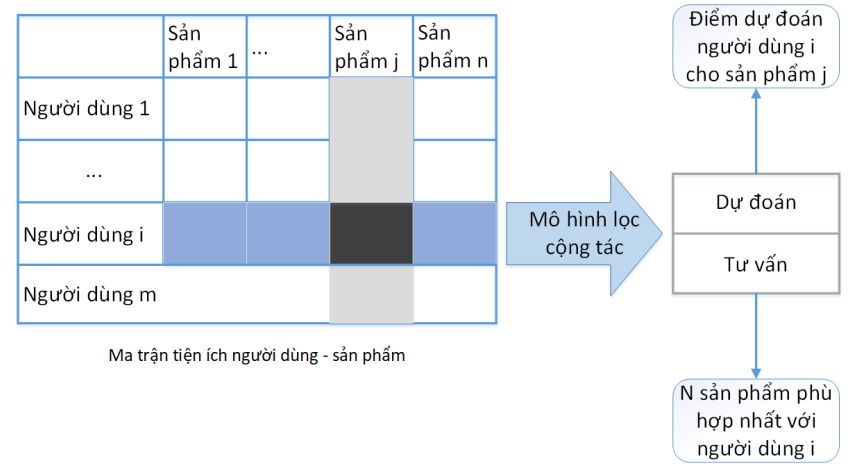 Sản
phẩm 1
...
Sản
phẩm j
Sản
phẩm n
Người dùng 1
...
Người dùng i
Người dùng m
Ma trận tiện ích người dùng - sản phẩm
Mô hình lọc
cộng tác
Điểm dự đoán
người dùng i
cho sản phẩm j
Dự đoán
Tư vấn
N sản phẩm phù
hợp nhất với
người dùng i